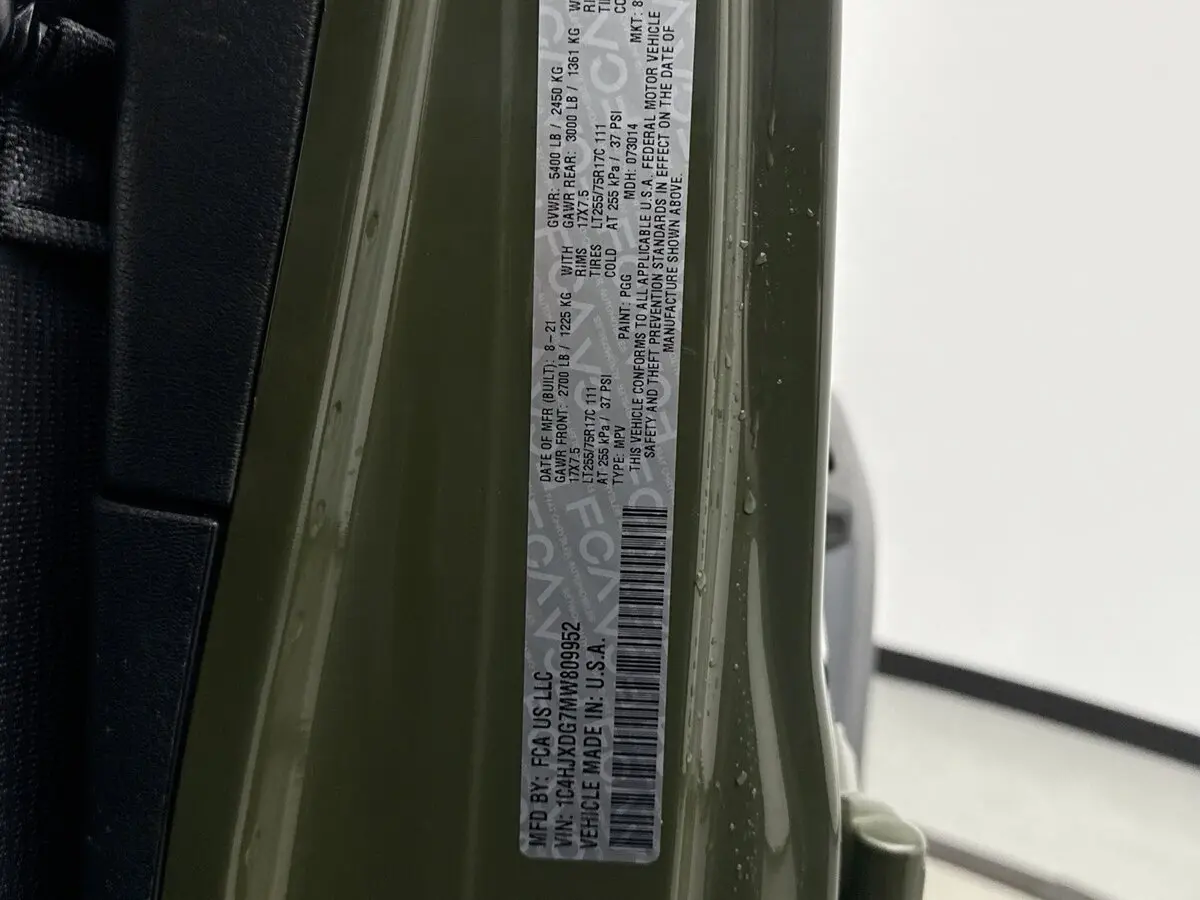 MFD BY: FCA US LLC
VIN: 1C4HJXDG7MW809952
VEHICLE MADE IN: U.S.A.
DATE OF MFR (BUILT): 8-21 GVWR: 5400 LB / 2450 KG
GAWR FRONT: 2700 LB / 1225 KG WITH GAWR REAR: 3000 LB / 1361 KG
17X7.5 RIMS 17X7.5
LT255/75R17C 111 TIRES LT255/75R17C 111
AT 255 kPa / 37 PSI COLD AT 255 kPa / 37 PSI
TYPE: MPV PAINT: PGG MDH: 073014 MKT: 8
THIS VEHICLE CONFORMS TO ALL APPLICABLE U.S.A. FEDERAL MOTOR VEHICLE
SAFETY AND THEFT PREVENTION STANDARDS IN EFFECT ON THE DATE OF
MANUFACTURE SHOWN ABOVE.